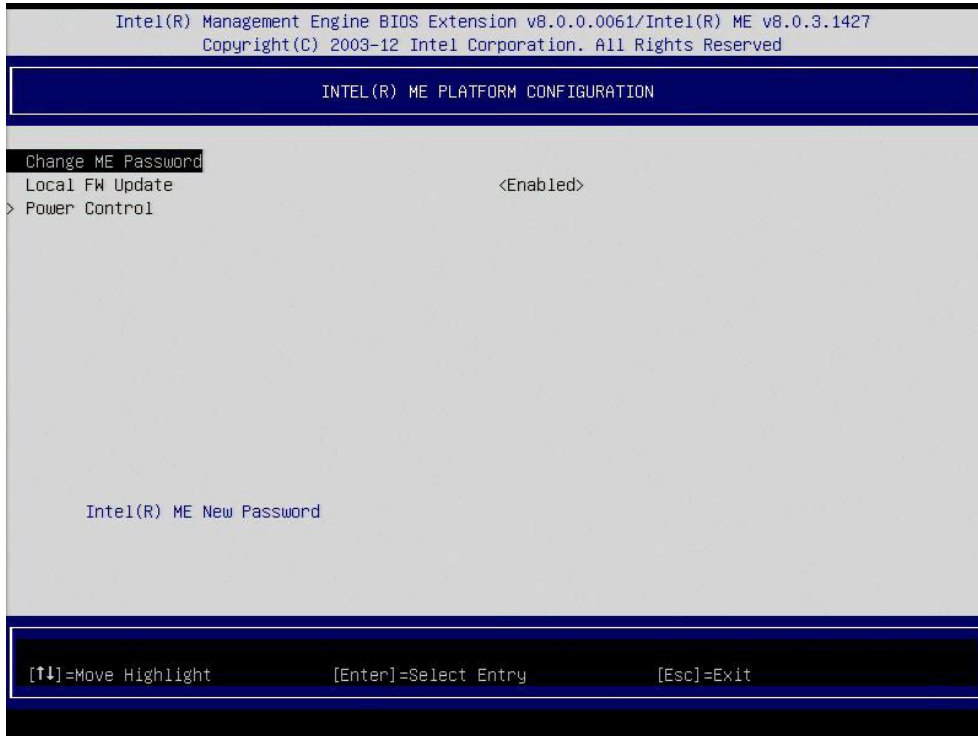 Intel(R) Management Engine BIOS Extension v8.0.0.0061/Intel(R) ME v8.0.3.1427
Copyright(C) 2003-12 Intel Corporation. All Rights Reserved
INTEL(R) ME PLATFORM CONFIGURATION
Change ME Password
Local FW Update <Enabled>
> Power Control
Intel(R) ME New Password
[↑↓]=Move Highlight [Enter]=Select Entry [Esc]=Exit